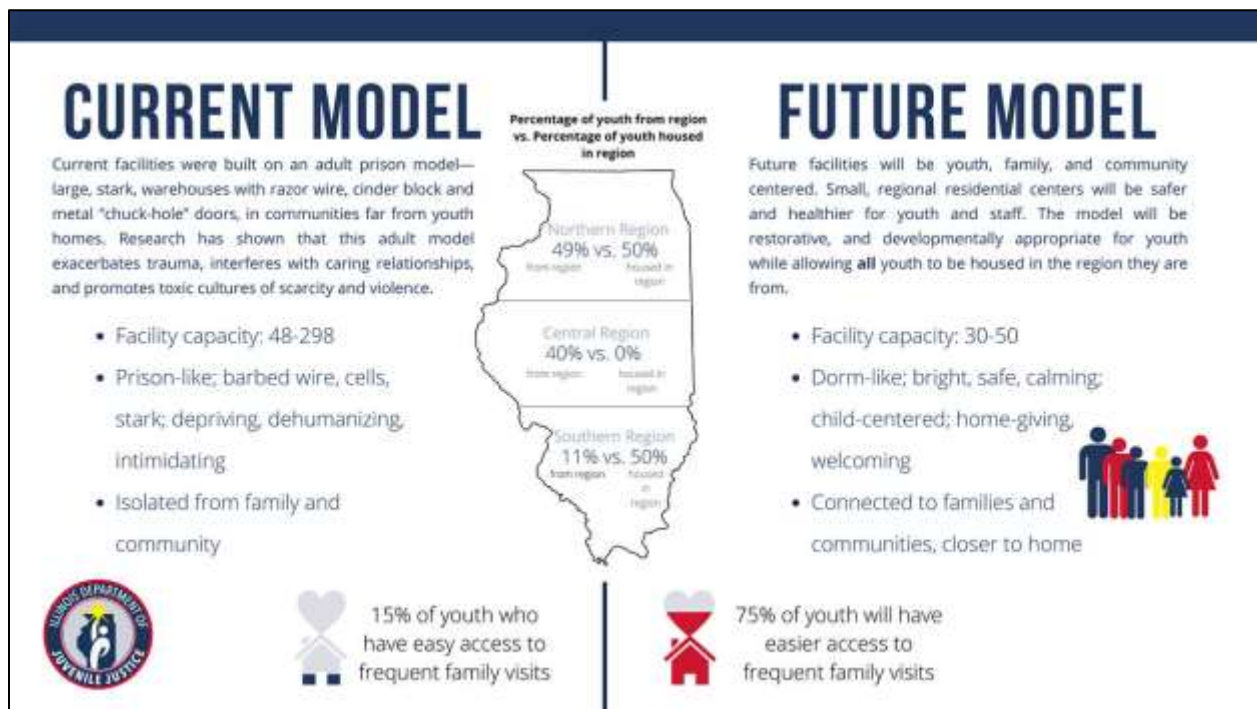 CURRENT MODEL
Current facilities were built on an adult prison model—
large, stark, warehouses with razor wire, cinder block and
metal "chuck-hole" doors, in communities far from youth
homes. Research has shown that this adult model
exacerbates trauma, interferes with caring relationships,
and promotes toxic cultures of scarcity and violence.
• Facility capacity: 48-298
• Prison-like; barbed wire, cells,
stark; depriving, dehumanizing,
intimidating
• Isolated from family and
community
Percentage of youth from region
vs. Percentage of youth housed
in region
Northern Region
49% vs. 50%
from region housed in
region
Central Region
40% vs. 0%
from region housed in
region
Southern Region
11% vs. 50%
from region housed
in
region
FUTURE MODEL
Future facilities will be youth, family, and community
centered. Small, regional residential centers will be safer
and healthier for youth and staff. The model will be
restorative, and developmentally appropriate for youth
while allowing all youth to be housed in the region they are
from.
• Facility capacity: 30-50
• Dorm-like; bright, safe, calming;
child-centered; home-giving,
welcoming
• Connected to families and
communities, closer to home
ILLINOIS DEPARTMENT OF
JUVENILE JUSTICE
15% of youth who
have easy access to
frequent family visits
75% of youth will have
easier access to
frequent family visits